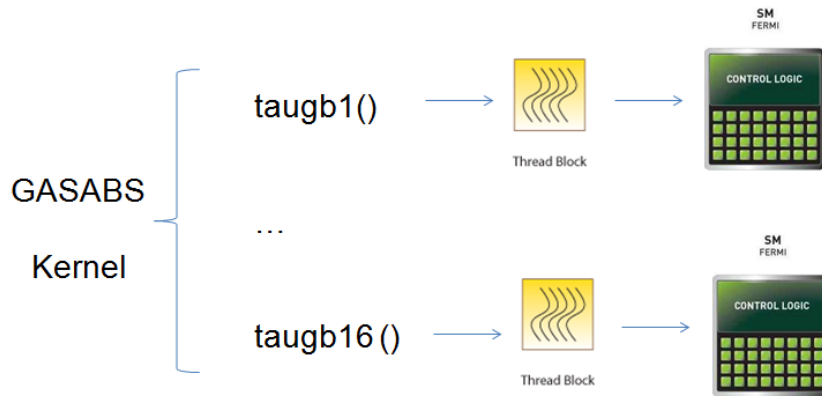 SM
FERMI
CONTROL LOGIC
taugb1()
Thread Block
GASABS
Kernel
...
SM
FERMI
CONTROL LOGIC
taugb16 ()
Thread Block